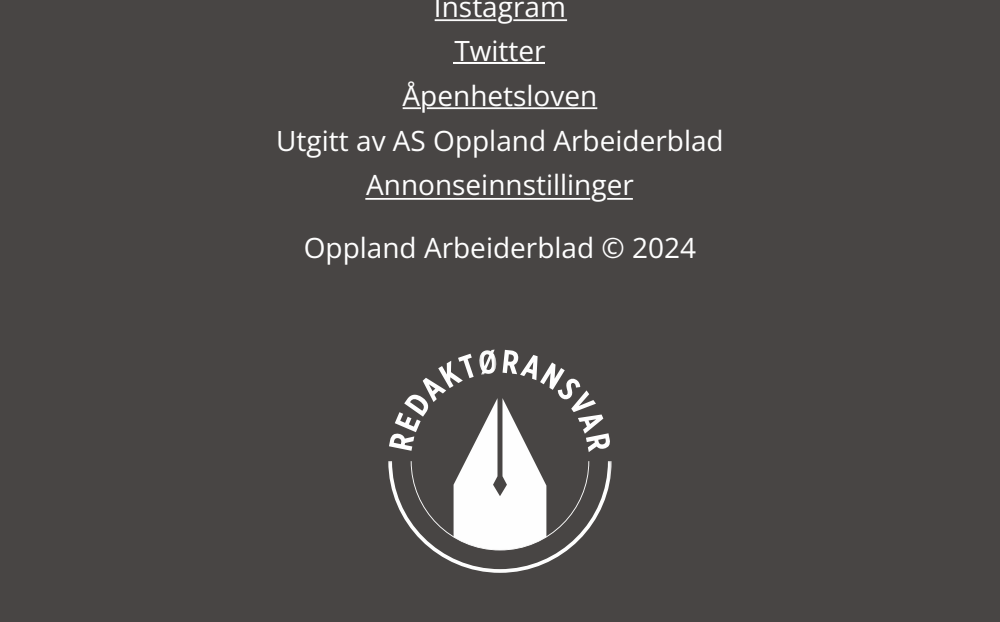 Instagram
Twitter
Åpenhetsloven
Utgitt av AS Oppland Arbeiderblad
Annonseinnstillinger
Oppland Arbeiderblad © 2024
REDAKTØRANSVAR